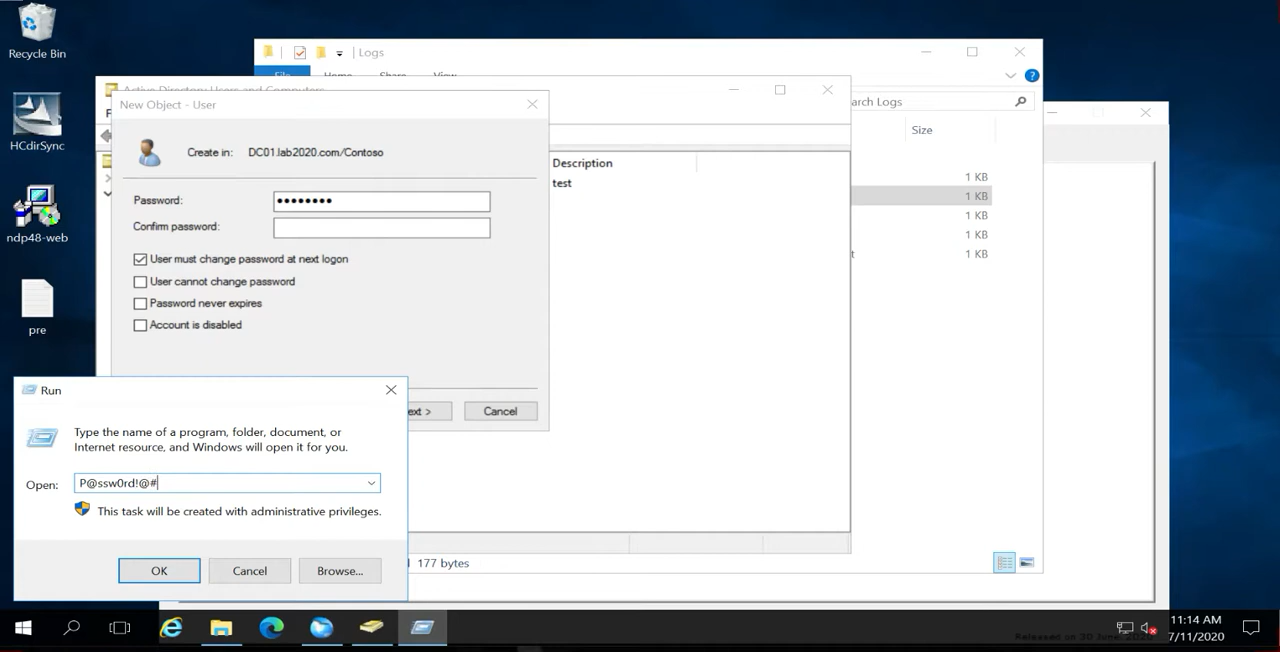 Recycle Bin
HCdirSync
ndp48-web
pre
Logs
File
Home
Share
View
Search Logs
Size
1 KB
1 KB
1 KB
1 KB
1 KB
Active Directory Users and Computers
Description
test
177 bytes
New Object - User
Create in: DC01.lab2020.com/Contoso
Password: ••••••••
Confirm password:
User must change password at next logon
User cannot change password
Password never expires
Account is disabled
ext >
Cancel
Run
Type the name of a program, folder, document, or
Internet resource, and Windows will open it for you.
Open: P@ssw0rd!@#
This task will be created with administrative privileges.
OK
Cancel
Browse...
11:14 AM
7/11/2020